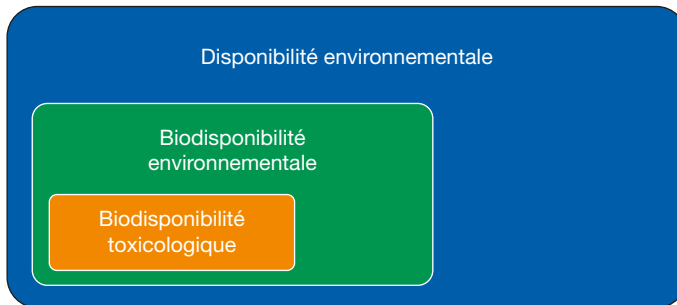 Disponibilité environnementale
Biodisponibilité
environnementale
Biodisponibilité
toxicologique